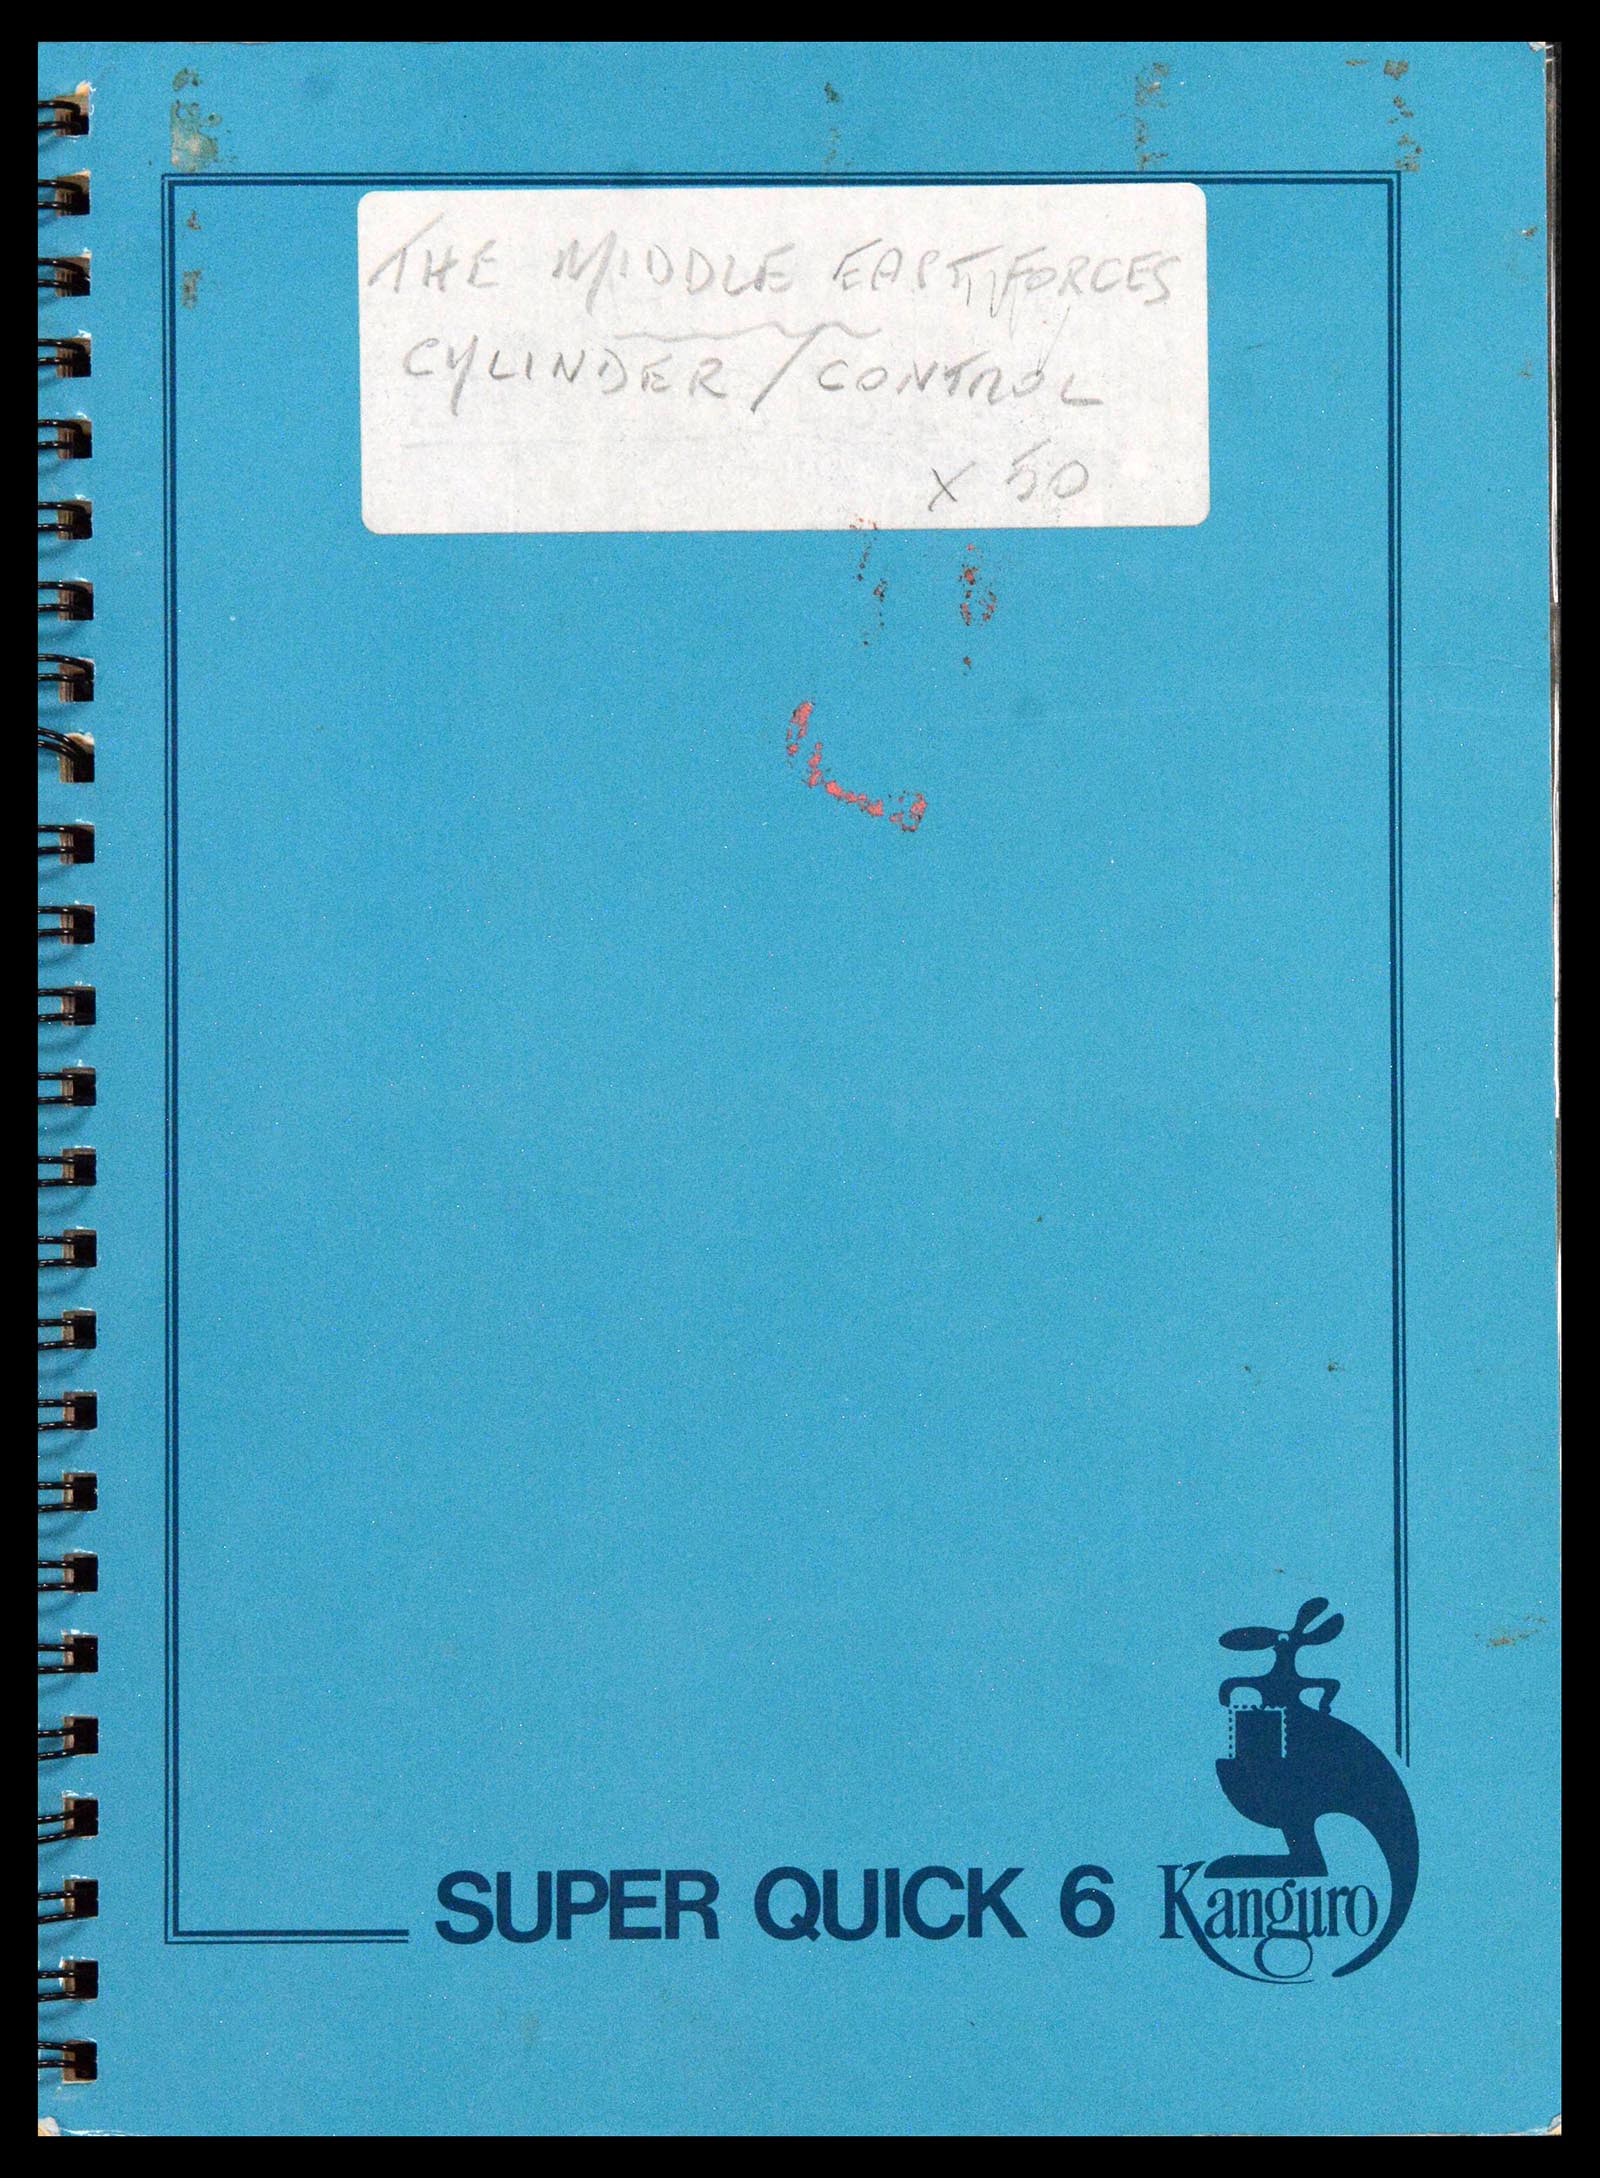 THE MIDDLE EAST FORCES
CYLINDER / CONTROL
X 50
SUPER QUICK 6
Kanguro